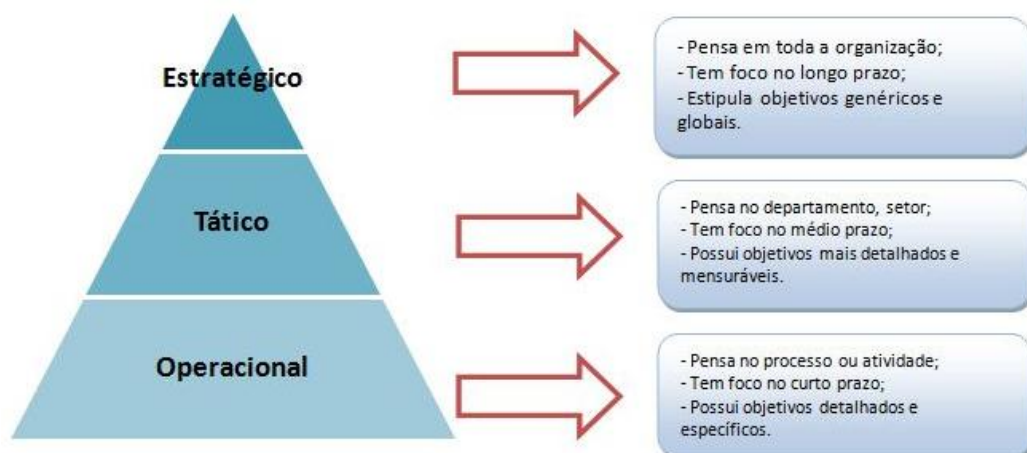 Estratégico
- Pensa em toda a organização;
- Tem foco no longo prazo;
- Estipula objetivos genéricos e
globais.
Tático
- Pensa no departamento, setor;
- Tem foco no médio prazo;
- Possui objetivos mais detalhados e
mensuráveis.
Operacional
- Pensa no processo ou atividade;
- Tem foco no curto prazo;
- Possui objetivos detalhados e
específicos.